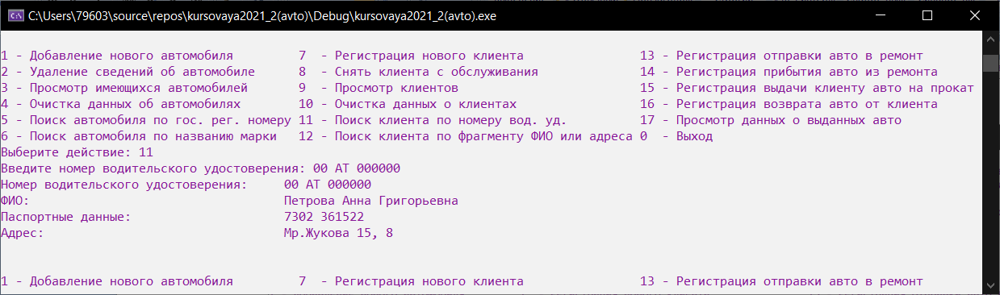 C:\Users\79603\source\repos\kursovaya2021_2(avto)\Debug\kursovaya2021_2(avto).exe
1 - Добавление нового автомобиля 7 - Регистрация нового клиента 13 - Регистрация отправки авто в ремонт
2 - Удаление сведений об автомобиле 8 - Снять клиента с обслуживания 14 - Регистрация прибытия авто из ремонта
3 - Просмотр имеющихся автомобилей 9 - Просмотр клиентов 15 - Регистрация выдачи клиенту авто на прокат
4 - Очистка данных об автомобилях 10 - Очистка данных о клиентах 16 - Регистрация возврата авто от клиента
5 - Поиск автомобиля по гос. рег. номеру 11 - Поиск клиента по номеру вод. уд. 17 - Просмотр данных о выданных авто
6 - Поиск автомобиля по названию марки 12 - Поиск клиента по фрагменту ФИО или адреса 0 - Выход
Выберите действие: 11
Введите номер водительского удостоверения: 00 АТ 000000
Номер водительского удостоверения: 00 АТ 000000
ФИО: Петрова Анна Григорьевна
Паспортные данные: 7302 361522
Адрес: Мр.Жукова 15, 8
1 - Добавление нового автомобиля 7 - Регистрация нового клиента 13 - Регистрация отправки авто в ремонт